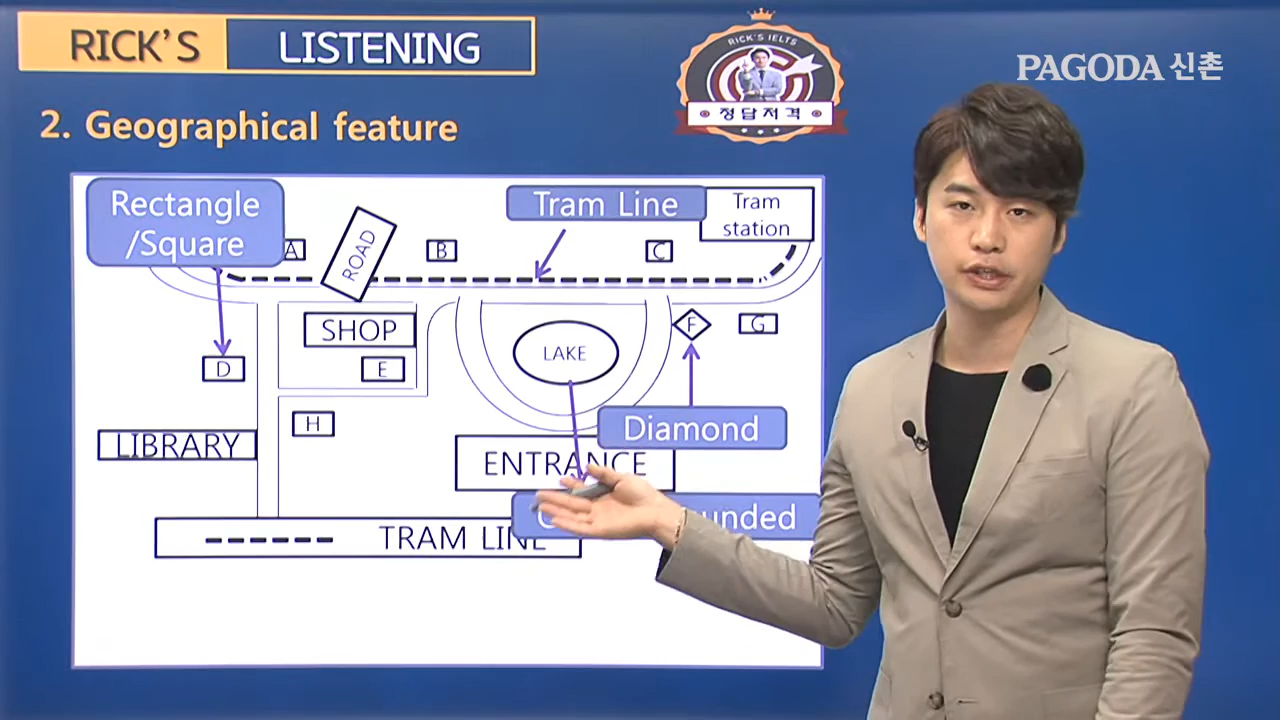 RICK'S LISTENING
RICK'S IELTS
정답저격
PAGODA 신촌
2. Geographical feature
Rectangle
/Square
Tram Line
Tram
station
A
ROAD
B
C
SHOP
LAKE
F
G
D
E
H
Diamond
LIBRARY
ENTRANCE
TRAM LINE